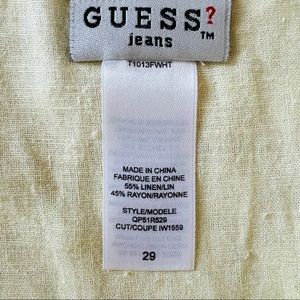 GUESS?
jeans
TM
T1013FWHT
MADE IN CHINA
FABRIQUE EN CHINE
55% LINEN/LIN
45% RAYON/RAYONNE
STYLE/MODELE
QP51R529
CUT/COUPE IW1559
29